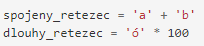 spojeny_retezec = 'a' + 'b'
dlouhy_retezec = 'ó' * 100